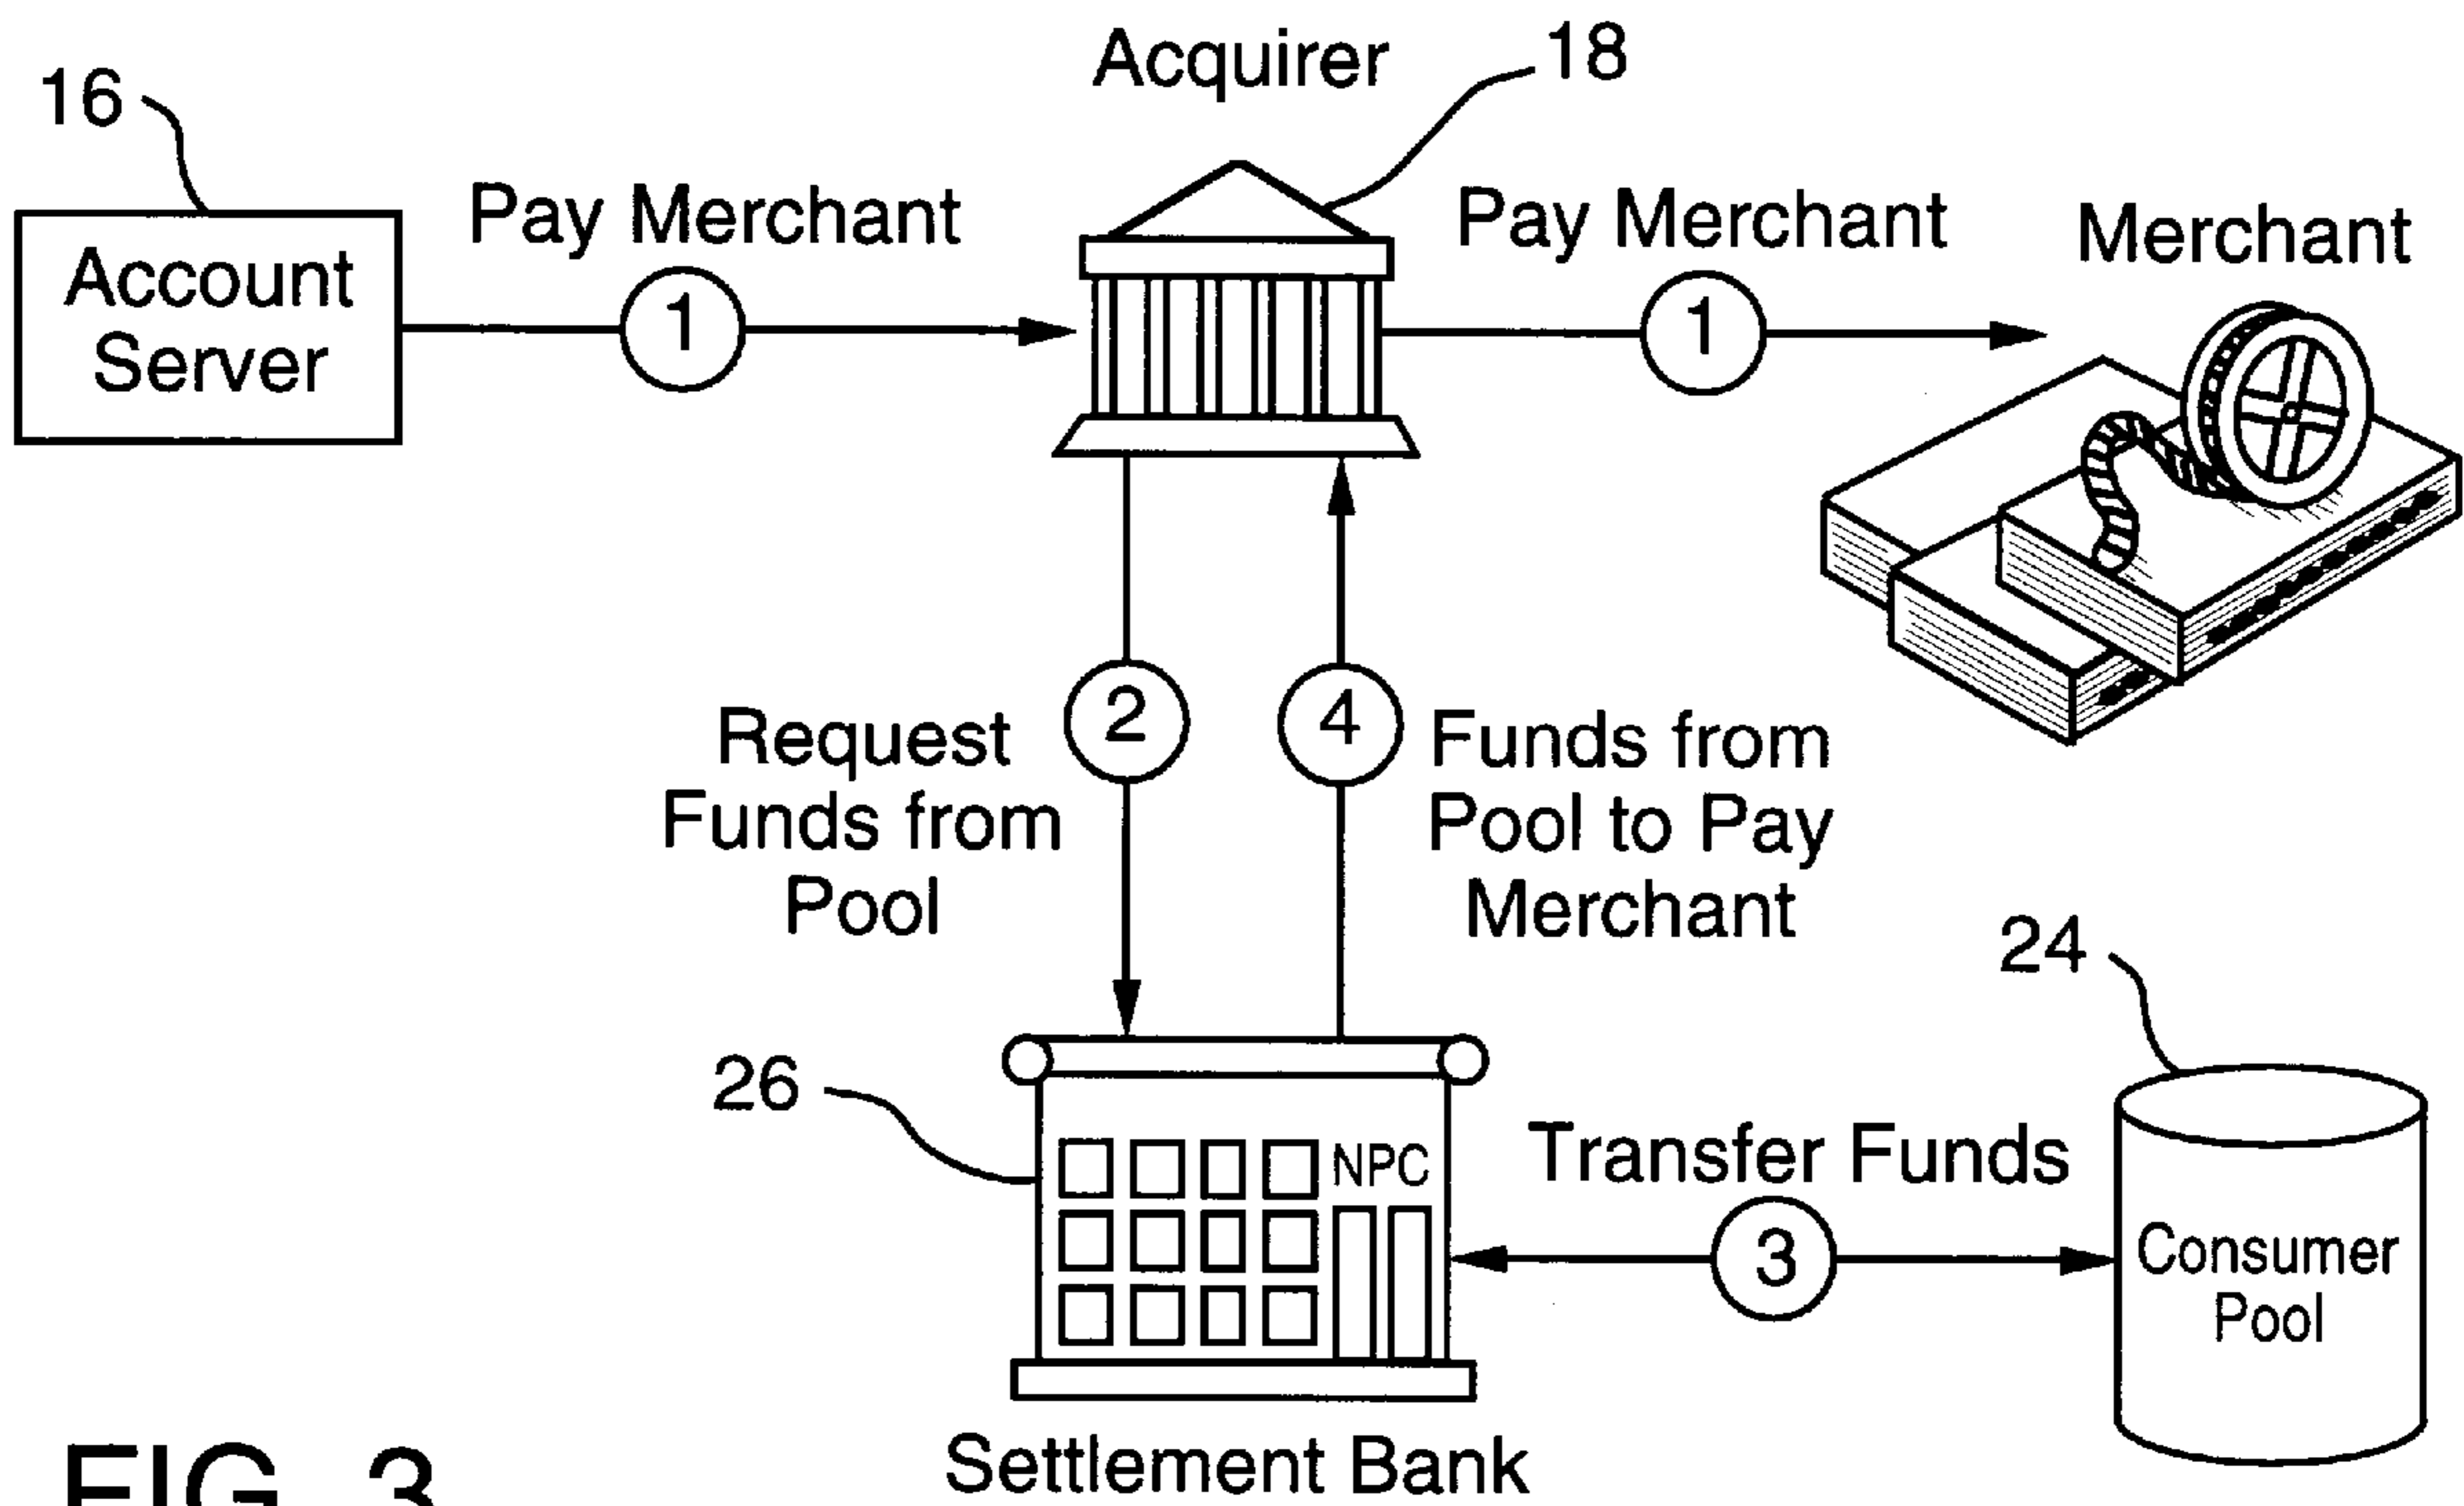 Acquirer
18
16
Pay Merchant
Pay Merchant
Merchant
Account
Server
1
1
2
4
Request
Funds from
Pool
Funds from
Pool to Pay
Merchant
24
26
NPC
Transfer Funds
3
Consumer
Pool
Settlement Bank
FIG. 3